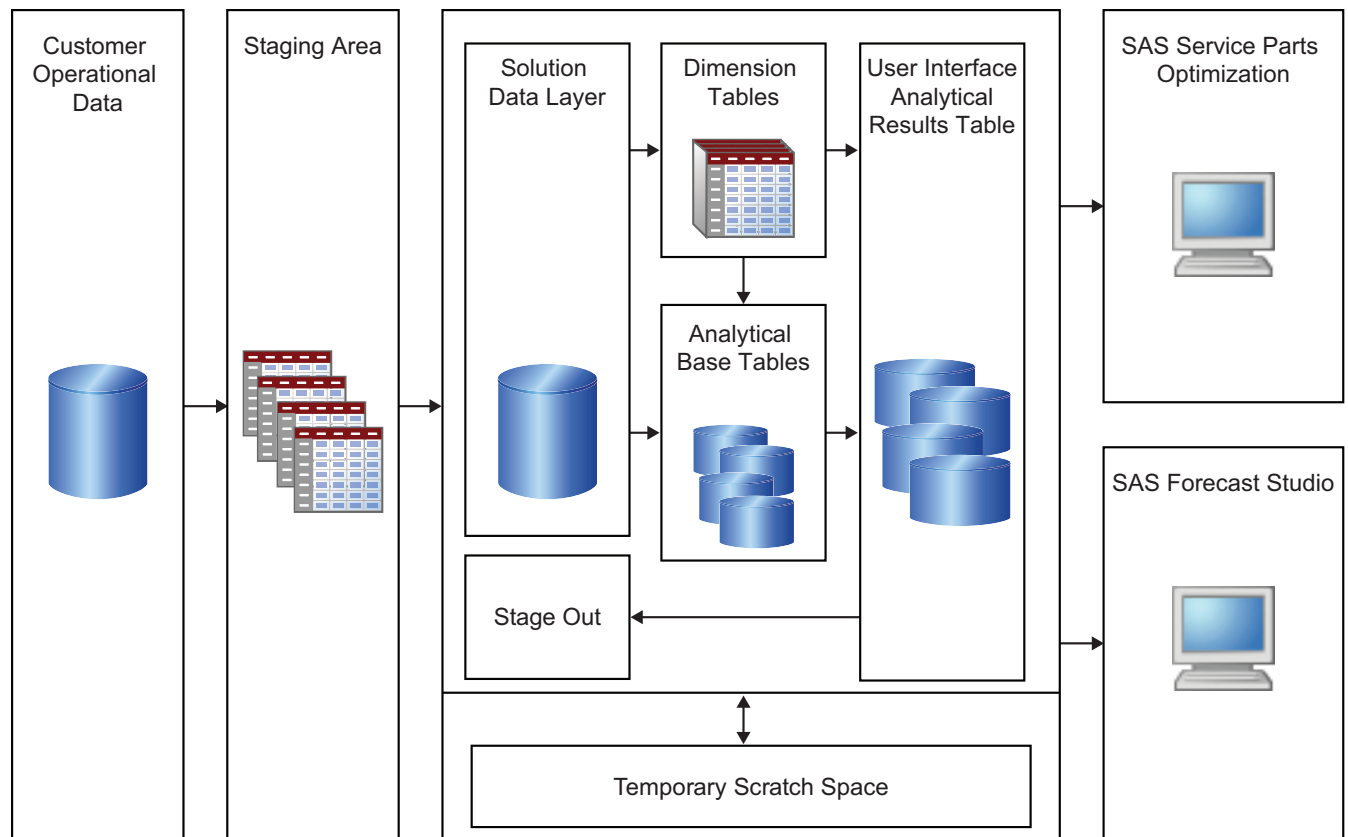 Customer
Operational
Data
Staging Area
Solution
Data Layer
Dimension
Tables
User Interface
Analytical
Results Table
Analytical
Base Tables
Stage Out
Temporary Scratch Space
SAS Service Parts
Optimization
SAS Forecast Studio